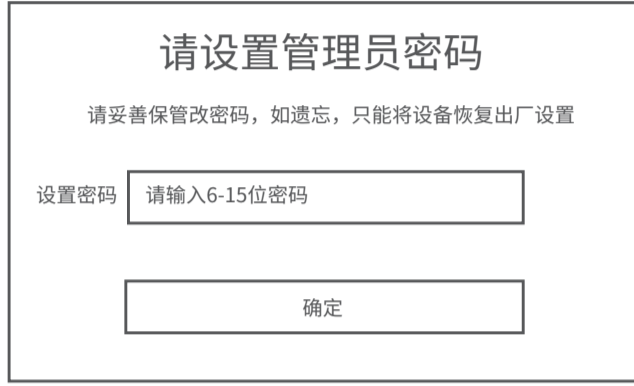 请设置管理员密码
请妥善保管改密码，如遗忘，只能将设备恢复出厂设置
设置密码 请输入6-15位密码
确定